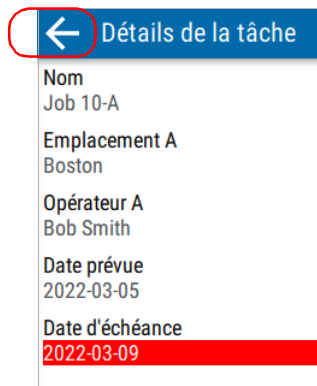 Détails de la tâche
Nom
Job 10-A
Emplacement A
Boston
Opérateur A
Bob Smith
Date prévue
2022-03-05
Date d'échéance
2022-03-09